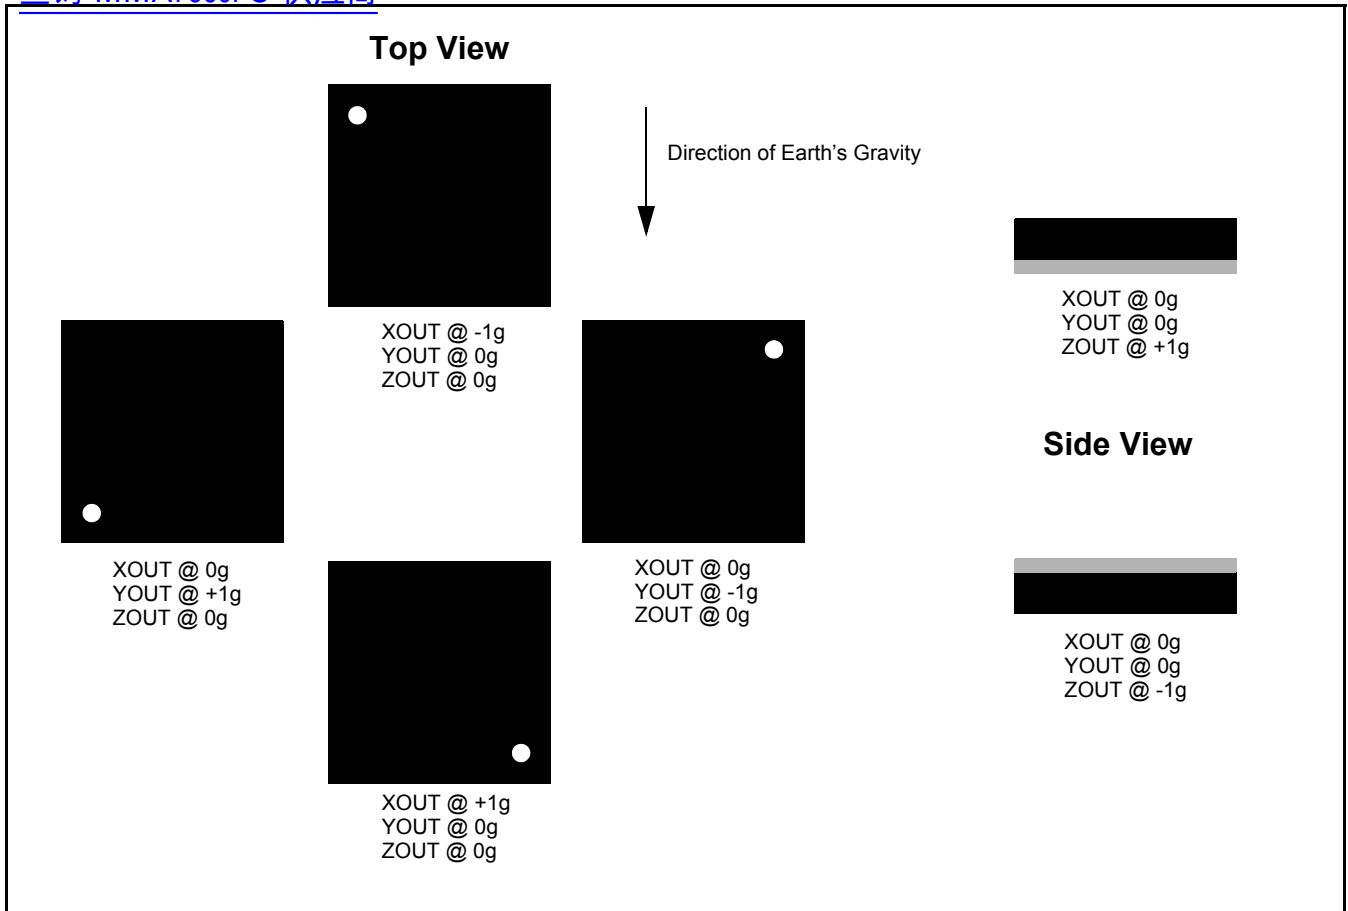 Top View
Direction of Earth’s Gravity
XOUT @ -1g
YOUT @ 0g
ZOUT @ 0g
XOUT @ 0g
YOUT @ +1g
ZOUT @ 0g
XOUT @ 0g
YOUT @ -1g
ZOUT @ 0g
XOUT @ +1g
YOUT @ 0g
ZOUT @ 0g
XOUT @ 0g
YOUT @ 0g
ZOUT @ +1g
Side View
XOUT @ 0g
YOUT @ 0g
ZOUT @ -1g